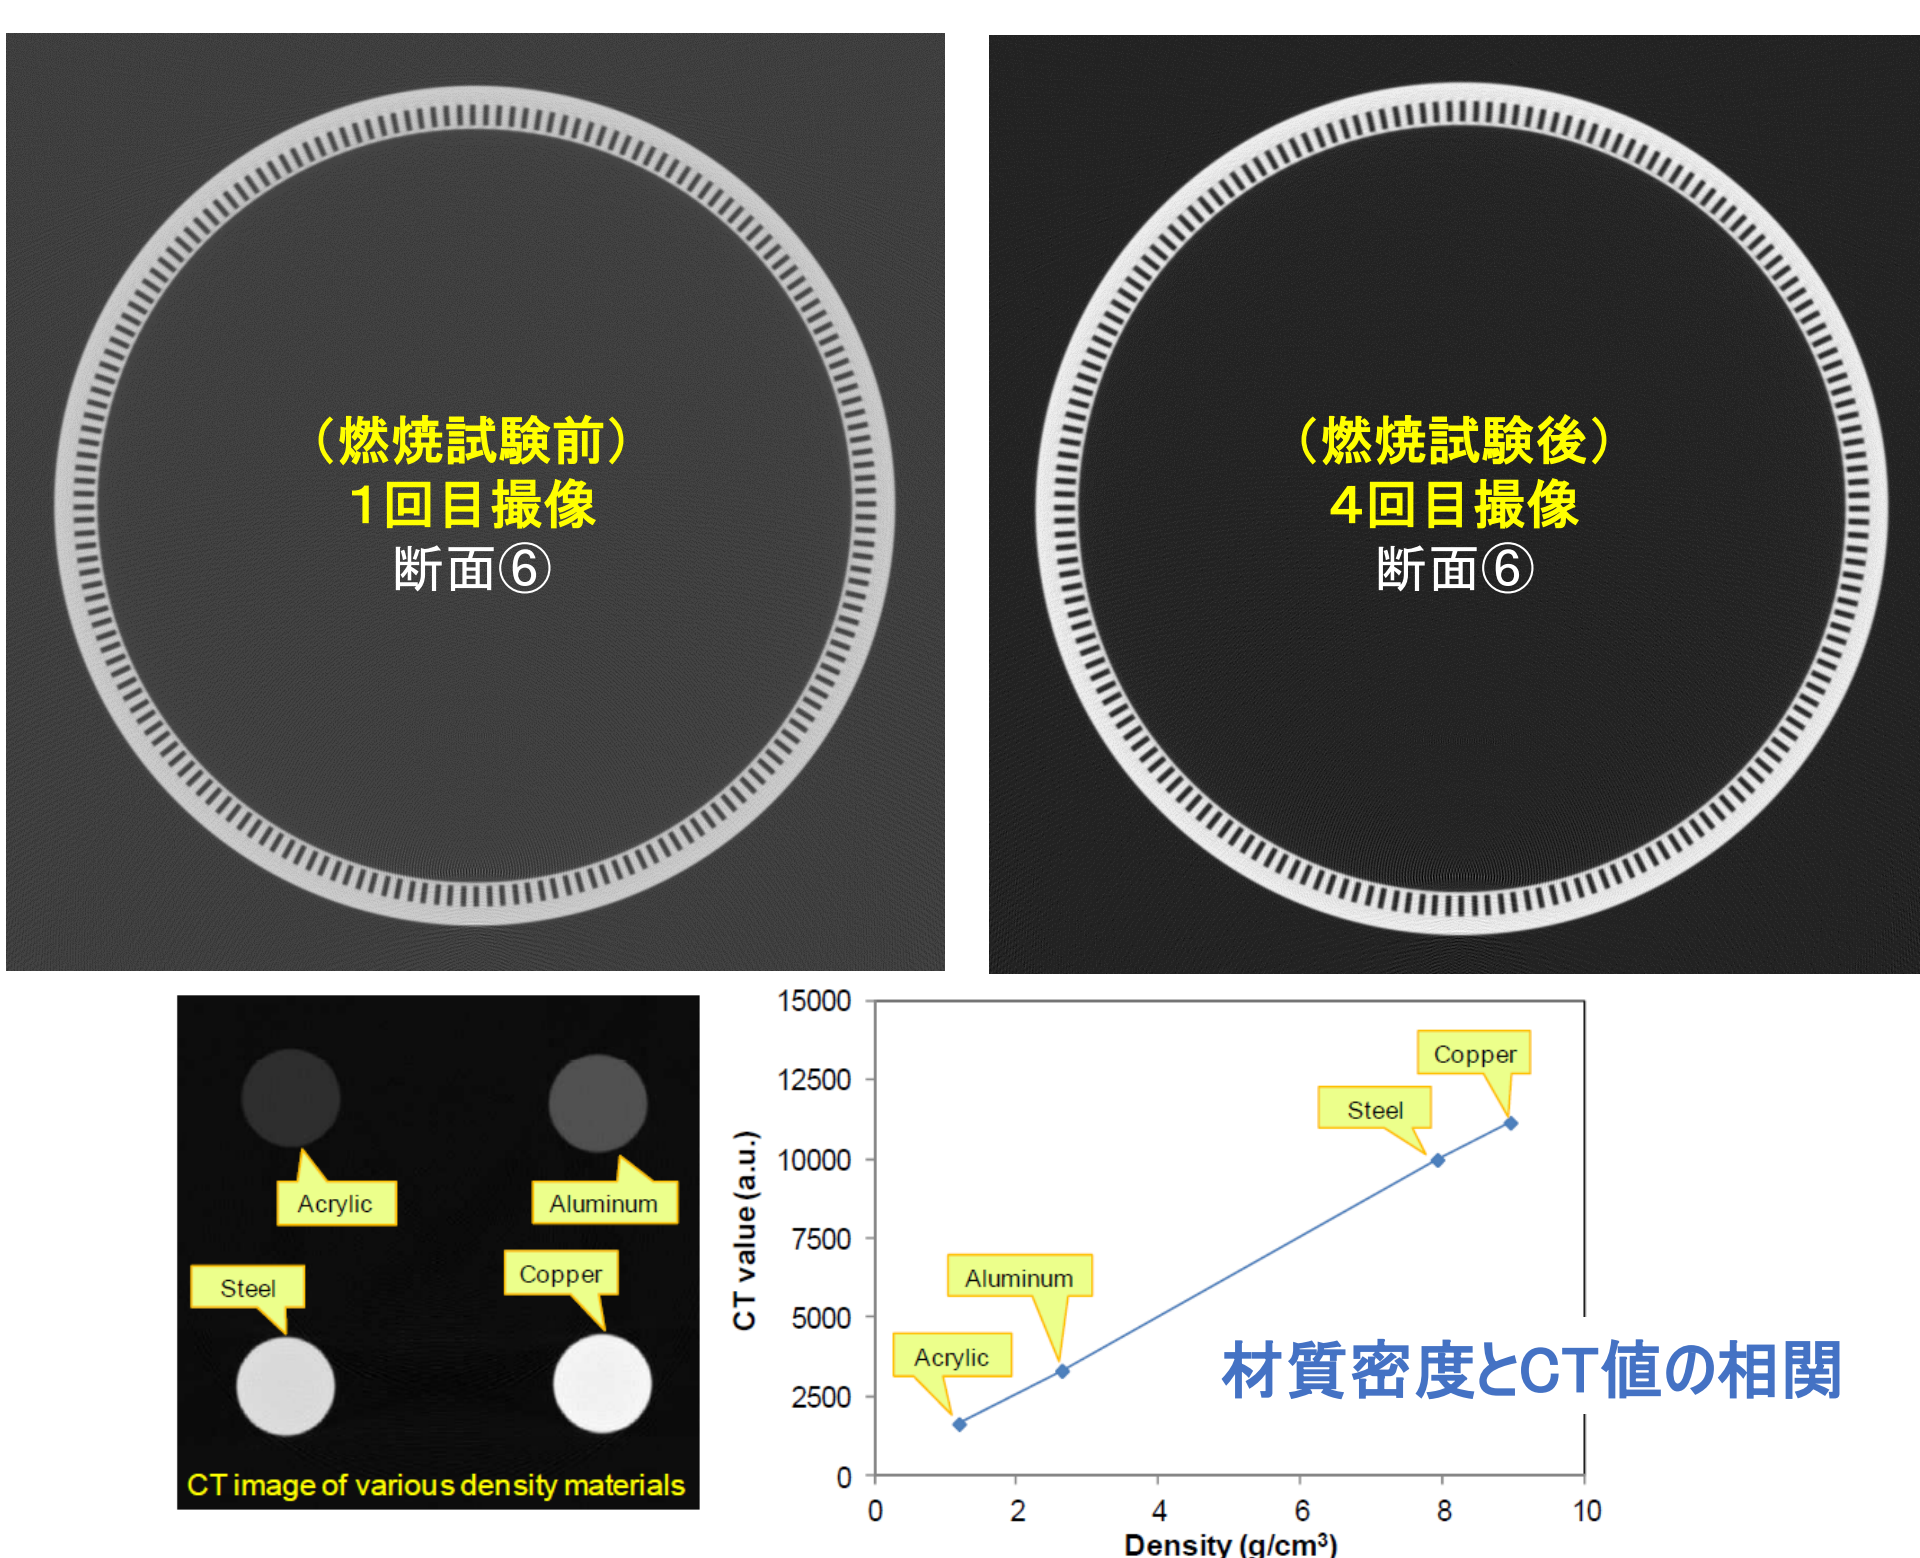 （燃焼試験前）
1回目撮像
断面⑥
（燃焼試験後）
4回目撮像
断面⑥
Acrylic
Aluminum
Steel
Copper
CT image of various density materials
15000
12500
10000
7500
5000
2500
0
CT value (a.u.)
Copper
Steel
Aluminum
Acrylic
材質密度とCT値の相関
0 2 4 6 8 10
Density (g/cm³)